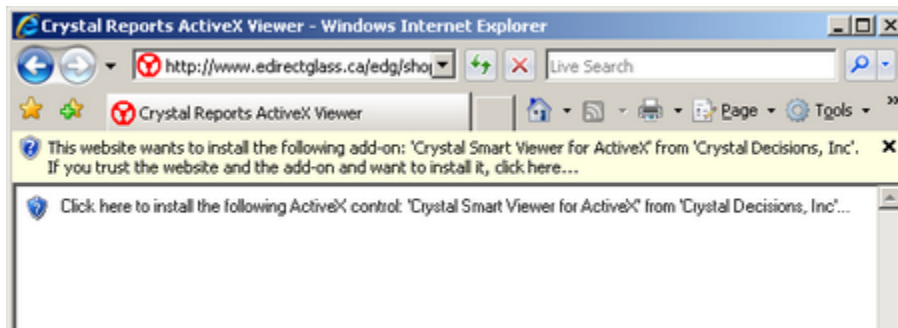 Crystal Reports ActiveX Viewer - Windows Internet Explorer
http://www.edirectglass.ca/edg/sho
Live Search
Crystal Reports ActiveX Viewer
Page
Tools
»
This website wants to install the following add-on: 'Crystal Smart Viewer for ActiveX' from 'Crystal Decisions, Inc'.
If you trust the website and the add-on and want to install it, click here...
Click here to install the following ActiveX control: 'Crystal Smart Viewer for ActiveX' from 'Crystal Decisions, Inc'...